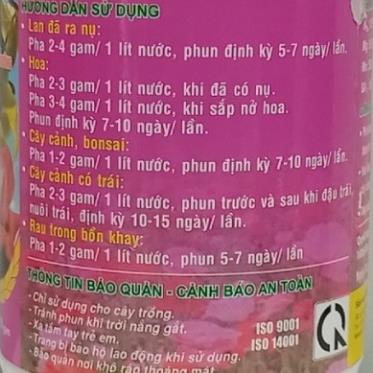 HƯỚNG DẪN SỬ DỤNG
• Lan đã ra nụ:
Pha 2-4 gam/ 1 lít nước, phun định kỳ 5-7 ngày/ lần.
• Hoa:
Pha 2-3 gam/ 1 lít nước, khi đã có nụ.
Pha 3-4 gam/ 1 lít nước, khi sắp nở hoa.
Phun định kỳ 7-10 ngày/ lần.
• Cây cảnh, bonsai:
Pha 1-2 gam/ 1 lít nước, phun định kỳ 7-10 ngày/ lần.
• Cây cảnh có trái:
Pha 2-3 gam/ 1 lít nước, phun trước và sau khi đậu trái,
nuôi trái, định kỳ 10-15 ngày/ lần.
• Rau trong bồn khay:
Pha 1-2 gam/ 1 lít nước, phun 5-7 ngày/ lần
THÔNG TIN BẢO QUẢN - CẢNH BÁO AN TOÀN
- Chỉ sử dụng cho cây trồng.
- Tránh phun khi trời nắng gắt.
- Xa tầm tay trẻ em.
- Trang bị bảo hộ lao động khi sử dụng.
- Bảo quản nơi khô ráo thoáng mát.
ISO 9001
ISO 14001